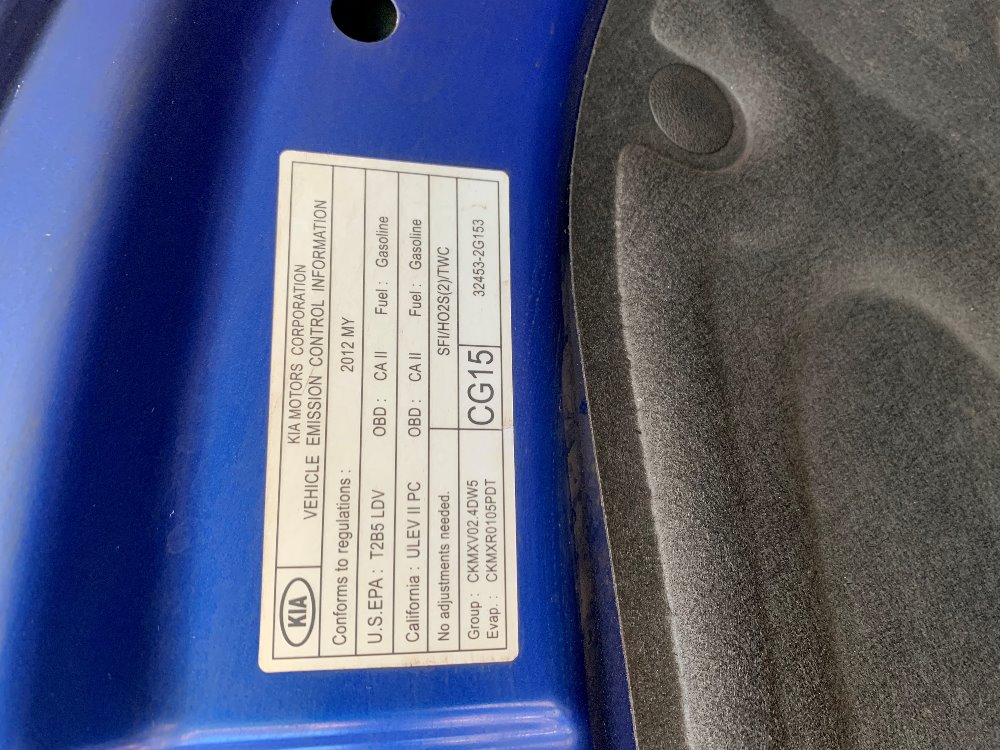 KIA
KIA MOTORS CORPORATION
VEHICLE EMISSION CONTROL INFORMATION
Conforms to regulations : 2012 MY
U.S.EPA : T2B5 LDV OBD : CA II Fuel : Gasoline
California : ULEV II PC OBD : CA II Fuel : Gasoline
No adjustments needed. SFI/HO2S(2)/TWC
Group : CKMXV02.4DW5
Evap. : CKMXR0105PDT
CG15
32453-2G153